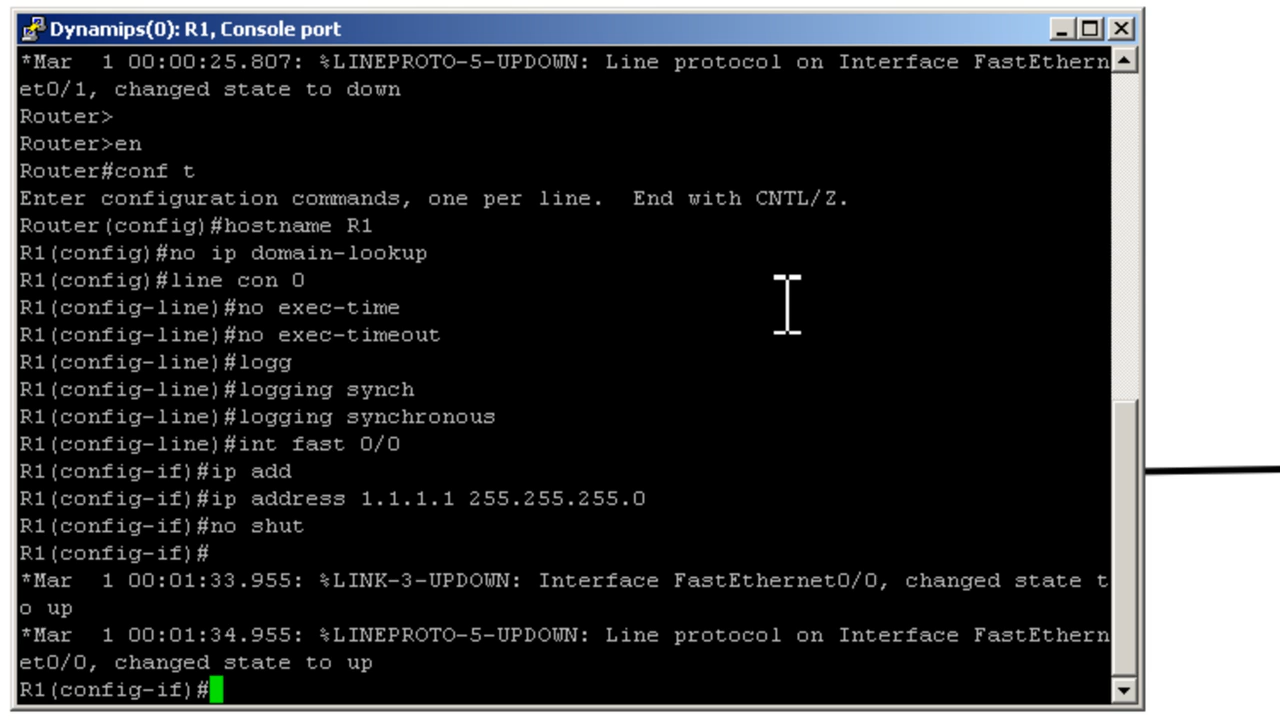 Dynamips(0): R1, Console port
*Mar  1 00:00:25.807: %LINEPROTO-5-UPDOWN: Line protocol on Interface FastEthern
et0/1, changed state to down
Router>
Router>en
Router#conf t
Enter configuration commands, one per line.  End with CNTL/Z.
Router(config)#hostname R1
R1(config)#no ip domain-lookup
R1(config)#line con 0
R1(config-line)#no exec-time
R1(config-line)#no exec-timeout
R1(config-line)#logg
R1(config-line)#logging synch
R1(config-line)#logging synchronous
R1(config-line)#int fast 0/0
R1(config-if)#ip add
R1(config-if)#ip address 1.1.1.1 255.255.255.0
R1(config-if)#no shut
R1(config-if)#
*Mar  1 00:01:33.955: %LINK-3-UPDOWN: Interface FastEthernet0/0, changed state t
o up
*Mar  1 00:01:34.955: %LINEPROTO-5-UPDOWN: Line protocol on Interface FastEthern
et0/0, changed state to up
R1(config-if)#